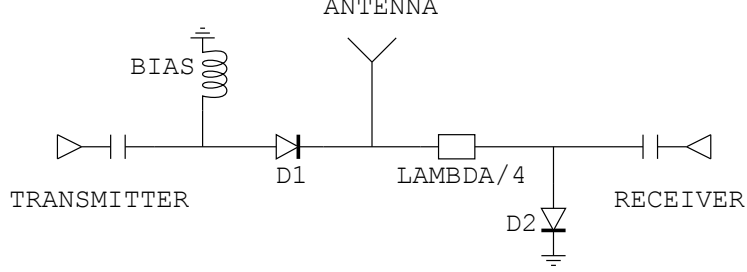 ANTENNA
BIAS
D1
LAMBDA/4
TRANSMITTER
RECEIVER
D2